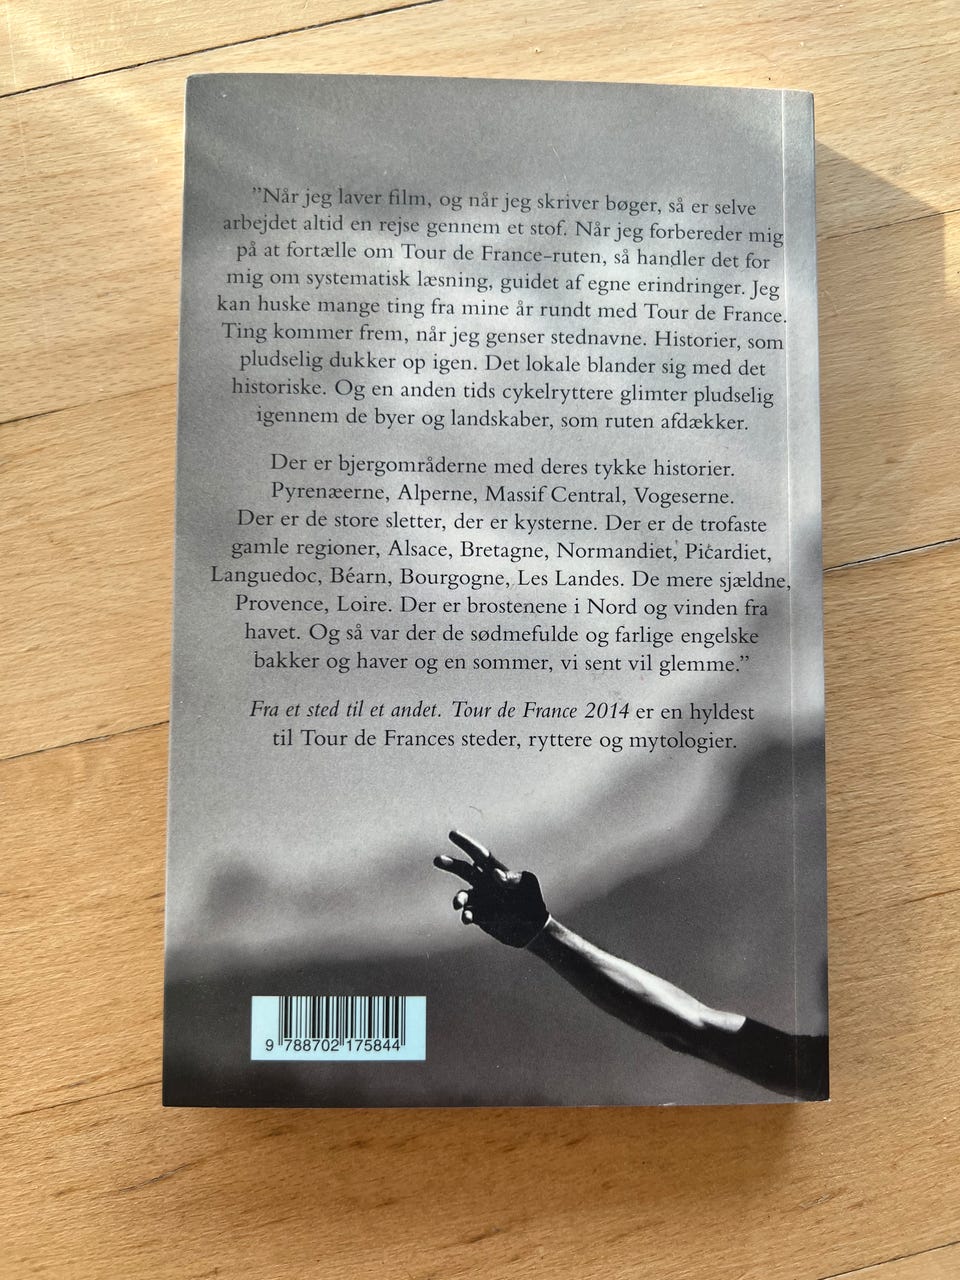 ”Når jeg laver film, og når jeg skriver bøger, så er selve
arbejdet altid en rejse gennem et stof. Når jeg forbereder mig
på at fortælle om Tour de France-ruten, så handler det for
mig om systematisk læsning, guidet af egne erindringer. Jeg
kan huske mange ting fra mine år rundt med Tour de France.
Ting kommer frem, når jeg genser stednavne. Historier, som
pludselig dukker op igen. Det lokale blander sig med det
historiske. Og en anden tids cykelryttere glimter pludselig
igennem de byer og landskaber, som ruten afdækker.
Der er bjergområderne med deres tykke historier.
Pyrenæerne, Alperne, Massif Central, Vogeserne.
Der er de store sletter, der er kysterne. Der er de trofaste
gamle regioner, Alsace, Bretagne, Normandiet, Picardiet,
Languedoc, Béarn, Bourgogne, Les Landes. De mere sjældne,
Provence, Loire. Der er brostenene i Nord og vinden fra
havet. Og så var der de sødmefulde og farlige engelske
bakker og haver og en sommer, vi sent vil glemme.”
Fra et sted til et andet. Tour de France 2014 er en hyldest
til Tour de Frances steder, ryttere og mytologier.
9 788702 175844